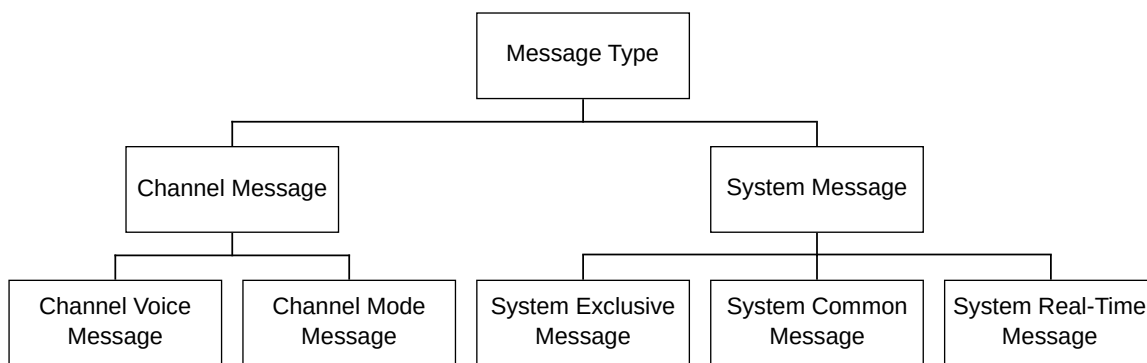 Message Type
Channel Message
System Message
Channel Voice
Message
Channel Mode
Message
System Exclusive
Message
System Common
Message
System Real-Time
Message